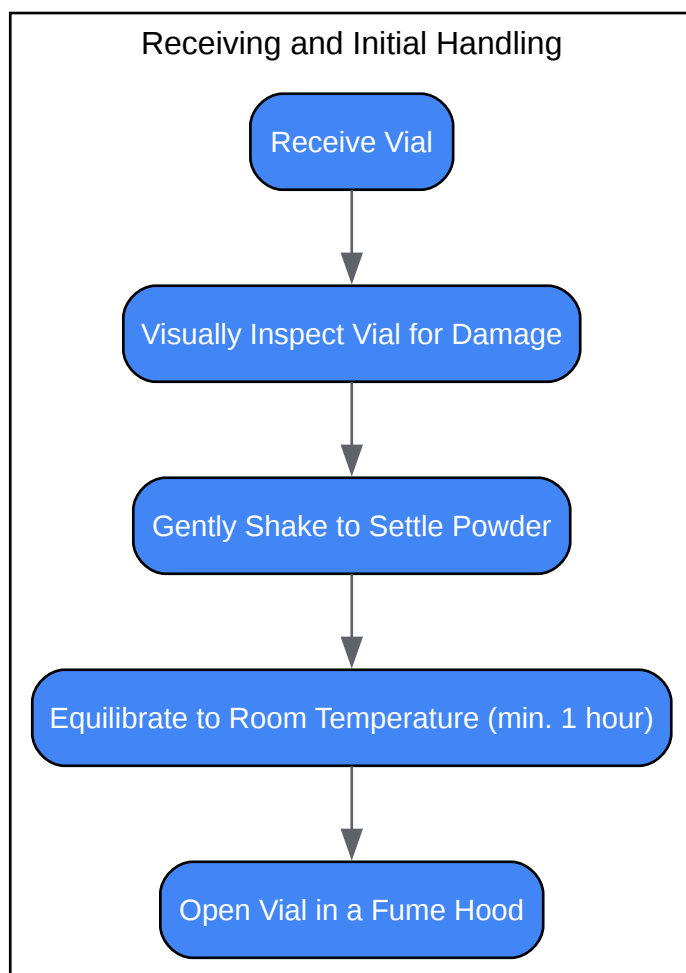 Receiving and Initial Handling
Receive Vial
Visually Inspect Vial for Damage
Gently Shake to Settle Powder
Equilibrate to Room Temperature (min. 1 hour)
Open Vial in a Fume Hood